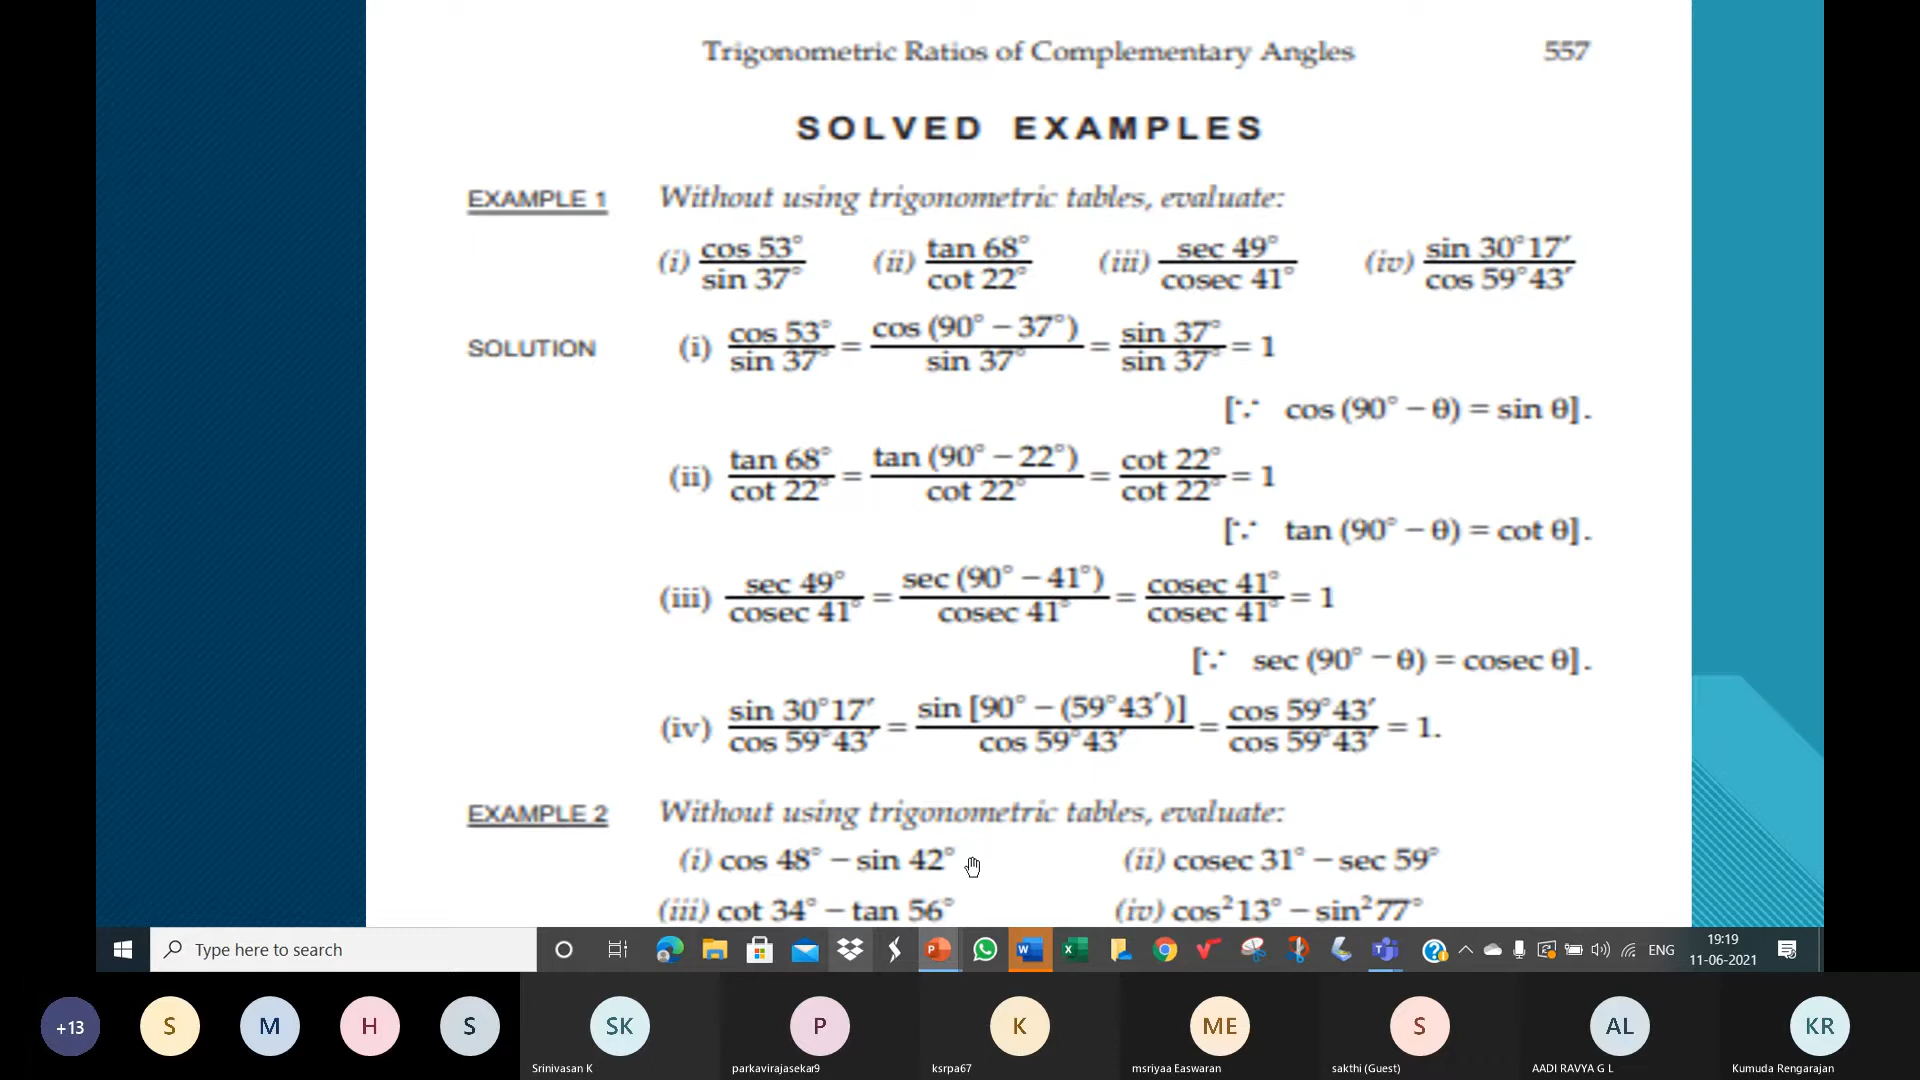 Trigonometric Ratios of Complementary Angles 557
SOLVED EXAMPLES
EXAMPLE 1 Without using trigonometric tables, evaluate:
(i) cos 53° / sin 37° (ii) tan 68° / cot 22° (iii) sec 49° / cosec 41° (iv) sin 30°17′ / cos 59°43′
SOLUTION (i) cos 53° / sin 37° = cos (90° − 37°) / sin 37° = sin 37° / sin 37° = 1
[∵ cos (90° − θ) = sin θ].
(ii) tan 68° / cot 22° = tan (90° − 22°) / cot 22° = cot 22° / cot 22° = 1
[∵ tan (90° − θ) = cot θ].
(iii) sec 49° / cosec 41° = sec (90° − 41°) / cosec 41° = cosec 41° / cosec 41° = 1
[∵ sec (90° − θ) = cosec θ].
(iv) sin 30°17′ / cos 59°43′ = sin [90° − (59°43′)] / cos 59°43′ = cos 59°43′ / cos 59°43′ = 1.
EXAMPLE 2 Without using trigonometric tables, evaluate:
(i) cos 48° − sin 42° (ii) cosec 31° − sec 59°
(iii) cot 34° − tan 56° (iv) cos²13° − sin²77°
Type here to search ENG 19:19
11-06-2021
+13 S M H S SK P K ME S AL KR
Srinivasan K parkavirajasekar9 ksrpa67 msriyaa Easwaran sakthi (Guest) AADI RAVYA G L Kumuda Rengarajan